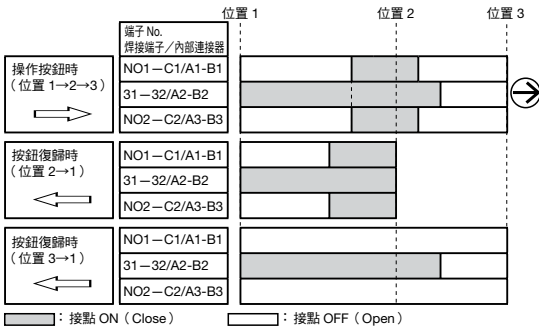 位置 1 位置 2 位置 3
端子 No.
焊接端子／內部連接器
操作按鈕時
（位置 1→2→3）
NO1－C1/A1-B1
31－32/A2-B2
NO2－C2/A3-B3
按鈕復歸時
（位置 2→1）
NO1－C1/A1-B1
31－32/A2-B2
NO2－C2/A3-B3
按鈕復歸時
（位置 3→1）
NO1－C1/A1-B1
31－32/A2-B2
NO2－C2/A3-B3
：接點 ON（Close） ：接點 OFF（Open）